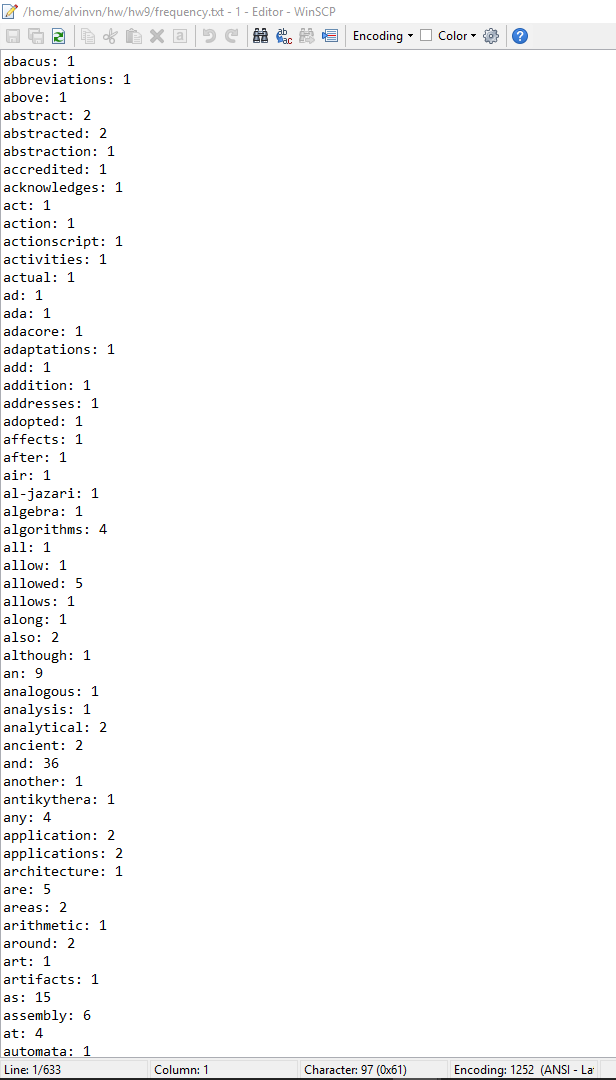 /home/alvinvn/hw/hw9/frequency.txt - 1 - Editor - WinSCP
Encoding Color
abacus: 1
abbreviations: 1
above: 1
abstract: 2
abstracted: 2
abstraction: 1
accredited: 1
acknowledges: 1
act: 1
action: 1
actionscript: 1
activities: 1
actual: 1
ad: 1
ada: 1
adacore: 1
adaptations: 1
add: 1
addition: 1
addresses: 1
adopted: 1
affects: 1
after: 1
air: 1
al-jazari: 1
algebra: 1
algorithms: 4
all: 1
allow: 1
allowed: 5
allows: 1
along: 1
also: 2
although: 1
an: 9
analogous: 1
analysis: 1
analytical: 2
ancient: 2
and: 36
another: 1
antikythera: 1
any: 4
application: 2
applications: 2
architecture: 1
are: 5
areas: 2
arithmetic: 1
around: 2
art: 1
artifacts: 1
as: 15
assembly: 6
at: 4
automata: 1
Line: 1/633 Column: 1 Character: 97 (0x61) Encoding: 1252 (ANSI - La